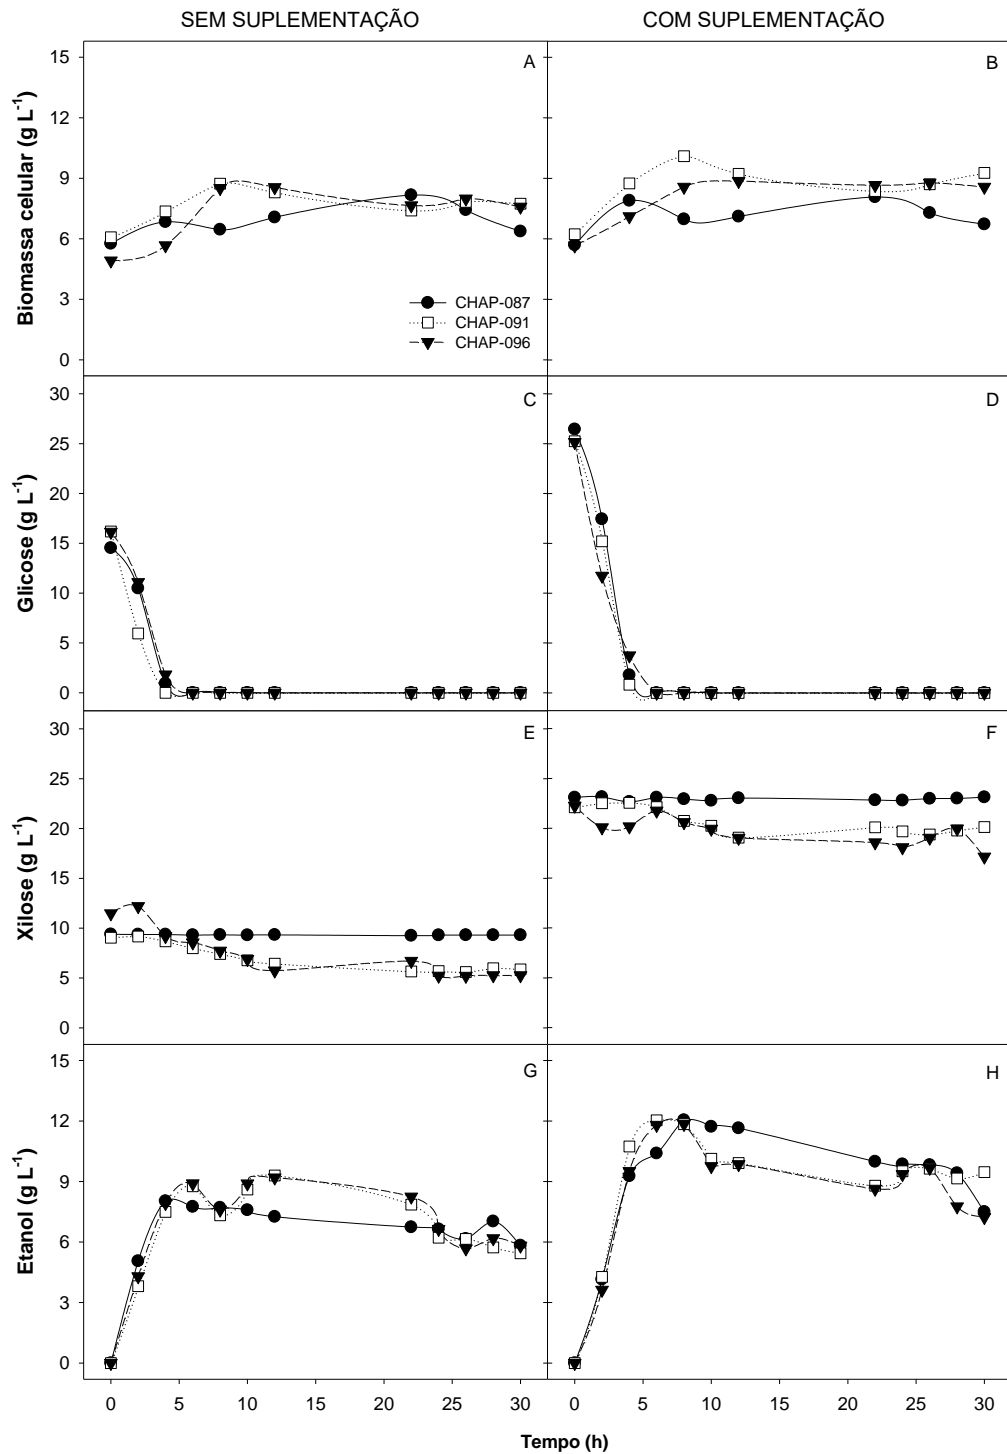 SEM SUPLEMENTAÇÃO
COM SUPLEMENTAÇÃO
Biomassa celular (g L⁻¹)
15
12
9
6
3
0
A
CHAP-087
CHAP-091
CHAP-096
B
Glicose (g L⁻¹)
30
25
20
15
10
5
0
C
D
Xilose (g L⁻¹)
30
25
20
15
10
5
0
E
F
Etanol (g L⁻¹)
15
12
9
6
3
0
G
H
0 5 10 15 20 25 30
0 5 10 15 20 25 30
Tempo (h)